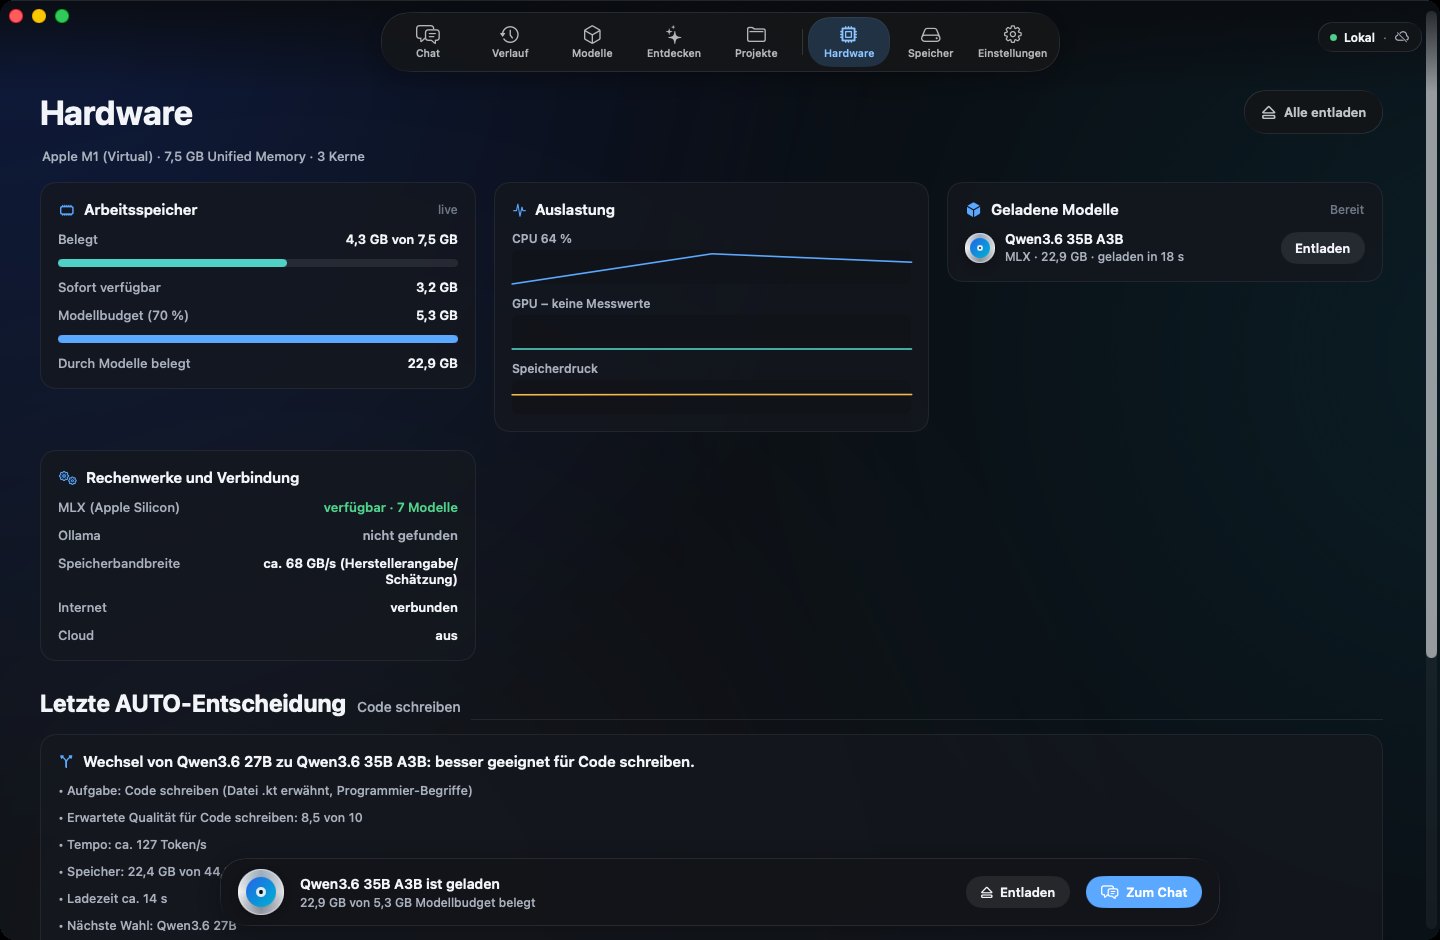 Chat
Verlauf
Modelle
Entdecken
Projekte
Hardware
Speicher
Einstellungen
Lokal ·
Hardware
Alle entladen
Apple M1 (Virtual) · 7,5 GB Unified Memory · 3 Kerne
Arbeitsspeicher
live
Belegt
4,3 GB von 7,5 GB
Sofort verfügbar
3,2 GB
Modellbudget (70 %)
5,3 GB
Durch Modelle belegt
22,9 GB
Auslastung
CPU 64 %
GPU – keine Messwerte
Speicherdruck
Geladene Modelle
Bereit
Qwen3.6 35B A3B
MLX · 22,9 GB · geladen in 18 s
Entladen
Rechenwerke und Verbindung
MLX (Apple Silicon)
verfügbar · 7 Modelle
Ollama
nicht gefunden
Speicherbandbreite
ca. 68 GB/s (Herstellerangabe/
Schätzung)
Internet
verbunden
Cloud
aus
Letzte AUTO-Entscheidung
Code schreiben
Wechsel von Qwen3.6 27B zu Qwen3.6 35B A3B: besser geeignet für Code schreiben.
• Aufgabe: Code schreiben (Datei .kt erwähnt, Programmier-Begriffe)
• Erwartete Qualität für Code schreiben: 8,5 von 10
• Tempo: ca. 127 Token/s
• Speicher: 22,4 GB von 44,
• Ladezeit ca. 14 s
• Nächste Wahl: Qwen3.6 27B
Qwen3.6 35B A3B ist geladen
22,9 GB von 5,3 GB Modellbudget belegt
Entladen
Zum Chat